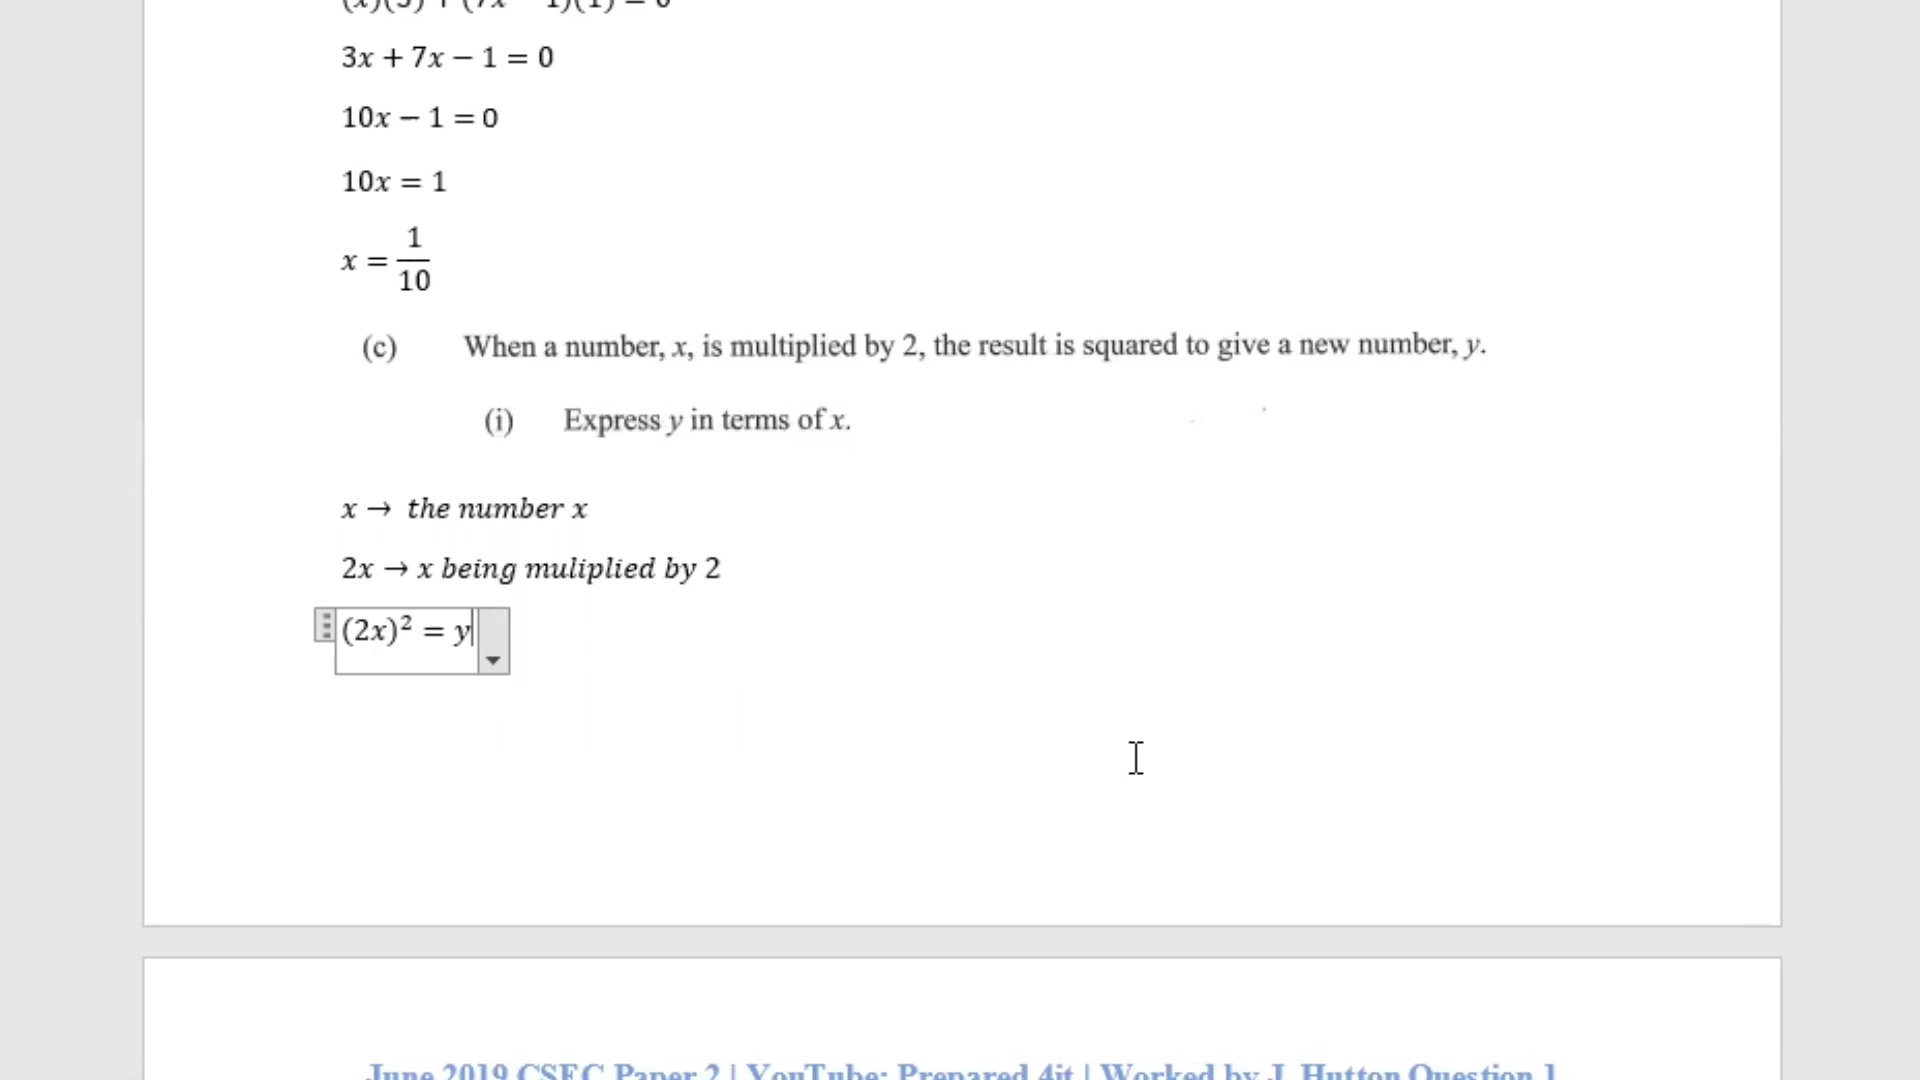 3x + 7x − 1 = 0
10x − 1 = 0
10x = 1
x = 1/10
(c) When a number, x, is multiplied by 2, the result is squared to give a new number, y.
(i) Express y in terms of x.
x → the number x
2x → x being muliplied by 2
(2x)² = y
June 2019 CSEC Paper 2 | YouTube: Prepared 4it | Worked by J. Hutton Question 1